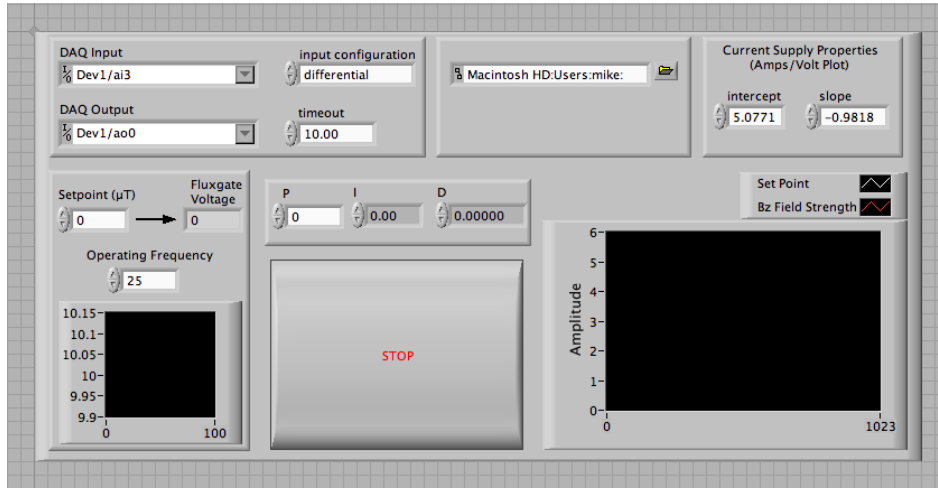 DAQ Input
Dev1/ai3
input configuration
differential
DAQ Output
Dev1/ao0
timeout
10.00
Macintosh HD:Users:mike:
Current Supply Properties
(Amps/Volt Plot)
intercept
slope
5.0771
-0.9818
Setpoint (µT)
Fluxgate
Voltage
0
0
Operating Frequency
25
10.15
10.1
10.05
10
9.95
9.9
0
100
P
I
D
0
0.00
0.00000
STOP
Set Point
Bz Field Strength
Amplitude
6
5
4
3
2
1
0
0
1023